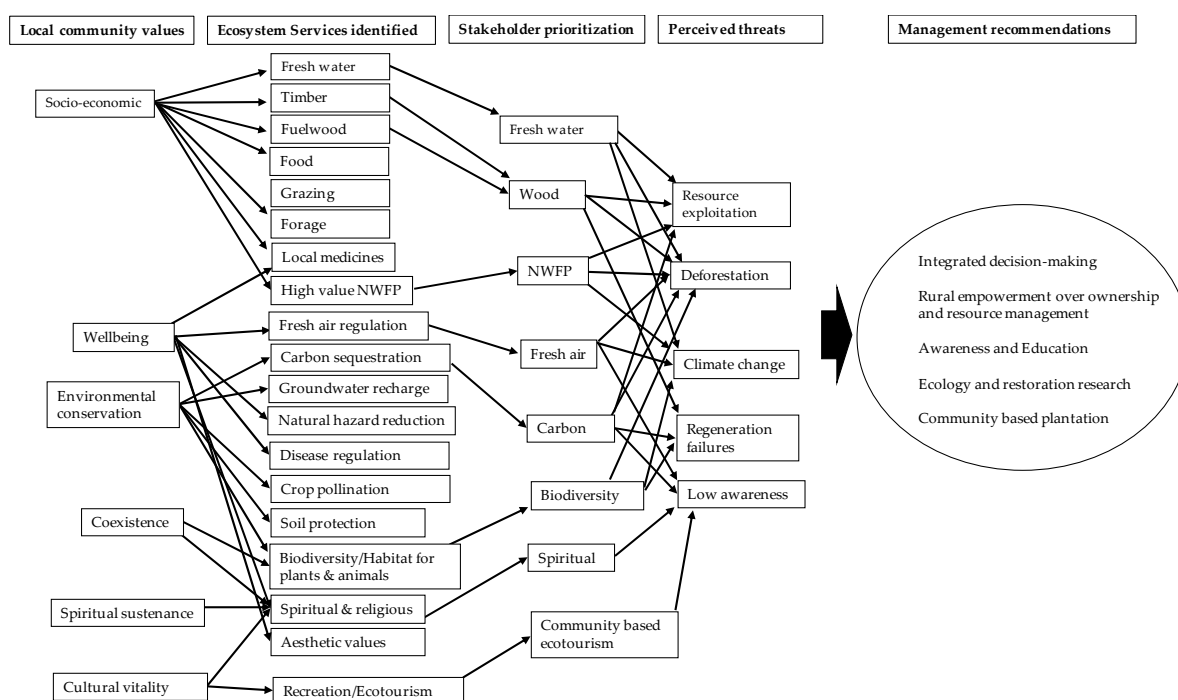 Local community values
Ecosystem Services identified
Stakeholder prioritization
Perceived threats
Management recommendations
Socio-economic
Wellbeing
Environmental
conservation
Coexistence
Spiritual sustenance
Cultural vitality
Fresh water
Timber
Fuelwood
Food
Grazing
Forage
Local medicines
High value NWFP
Fresh air regulation
Carbon sequestration
Groundwater recharge
Natural hazard reduction
Disease regulation
Crop pollination
Soil protection
Biodiversity/Habitat for
plants & animals
Spiritual & religious
Aesthetic values
Recreation/Ecotourism
Fresh water
Wood
NWFP
Fresh air
Carbon
Biodiversity
Spiritual
Community based
ecotourism
Resource
exploitation
Deforestation
Climate change
Regeneration
failures
Low awareness
Integrated decision-making
Rural empowerment over ownership
and resource management
Awareness and Education
Ecology and restoration research
Community based plantation